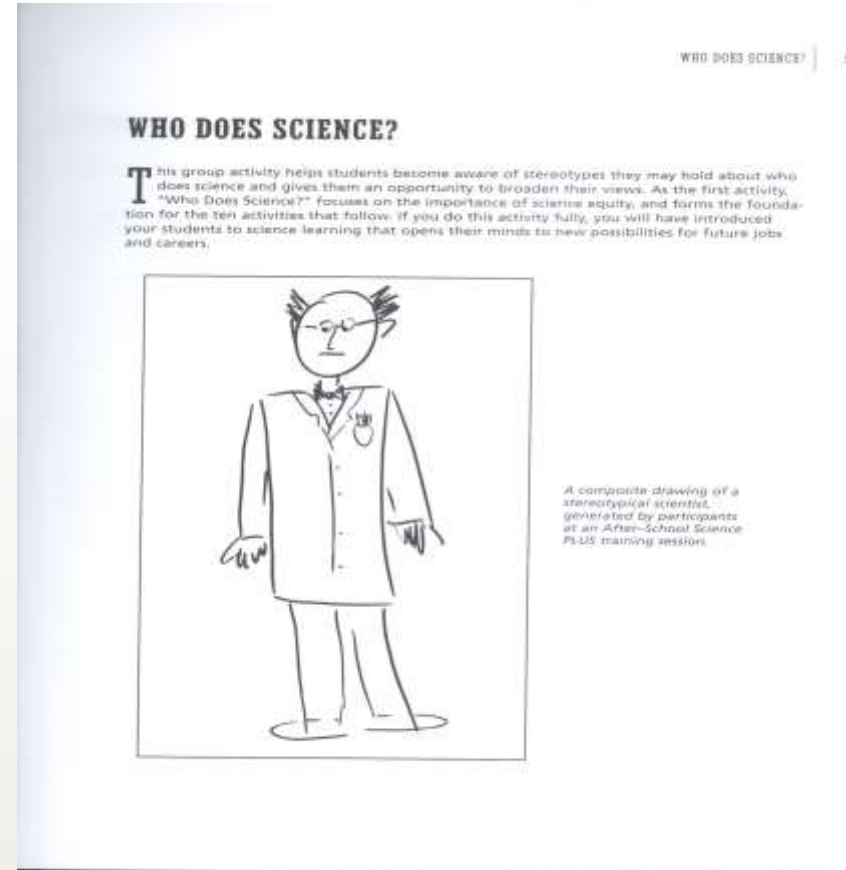 WHO DOES SCIENCE?
WHO DOES SCIENCE?
This group activity helps students become aware of stereotypes they may hold about who
does science and gives them an opportunity to broaden their views. As the first activity,
"Who Does Science?" focuses on the importance of science equity, and forms the founda-
tion for the ten activities that follow. If you do this activity fully, you will have introduced
your students to science learning that opens their minds to new possibilities for future jobs
and careers.
A composite drawing of a
stereotypical scientist,
generated by participants
at an After-School Science
PLUS training session.